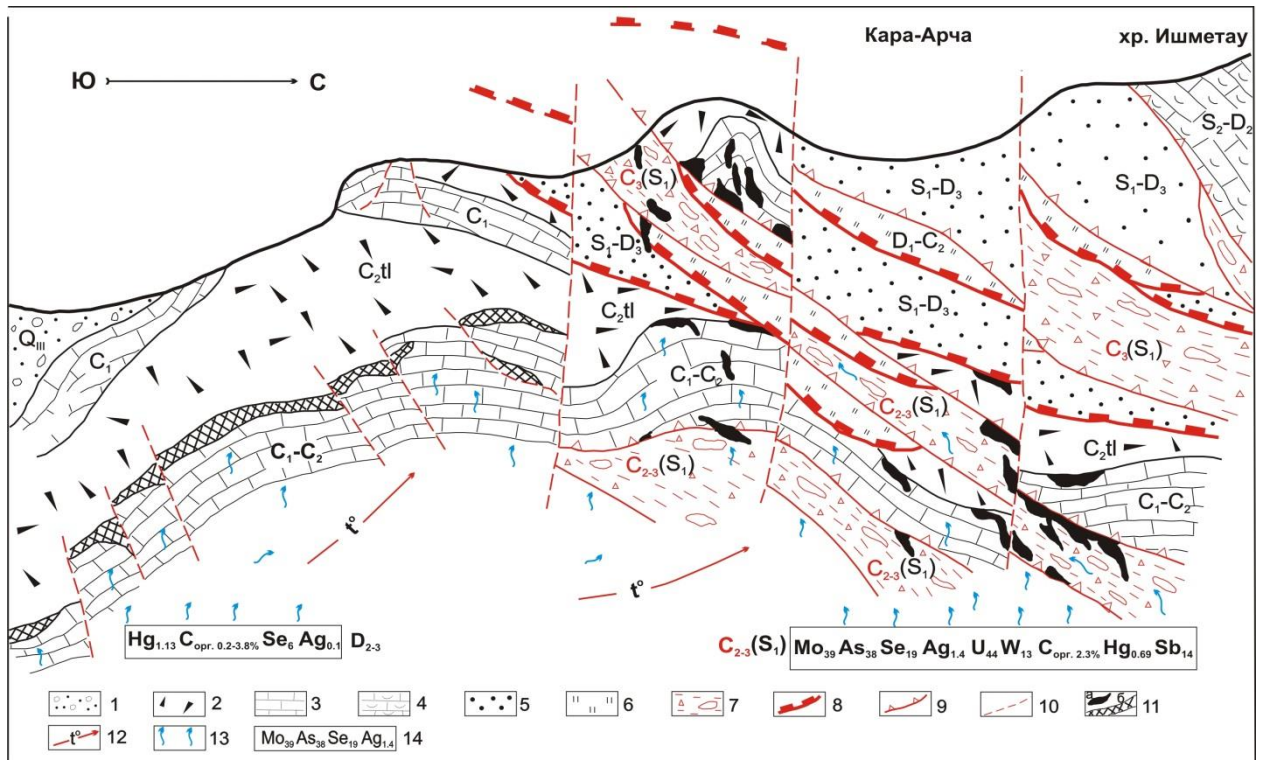 Кара-Арча
хр. Ишметау
Ю С
S₂-D₂
C₃(S₁)
S₁-D₃
S₁-D₃
C₁
S₁-D₃
D₁-C₂
C₂tl
C₂tl
S₁-D₃
Q_III
C₁
C₃(S₁)
C₁-C₂
C₂₋₃(S₁)
C₂tl
C₁-C₂
C₂₋₃(S₁)
C₁-C₂
t°
C₂₋₃(S₁)
t°
Hg₁.₁₃ Cорг. 0.2-3.8% Se₆ Ag₀.₁ D₂₋₃
C₂₋₃(S₁) Mo₃₉ As₃₈ Se₁₉ Ag₁.₄ U₄₄ W₁₃ Cорг. 2.3% Hg₀.₆₉ Sb₁₄
1 2 3 4 5 6 7 8 9 10 а б 11
t° 12 13 Mo₃₉ As₃₈ Se₁₉ Ag₁.₄ 14